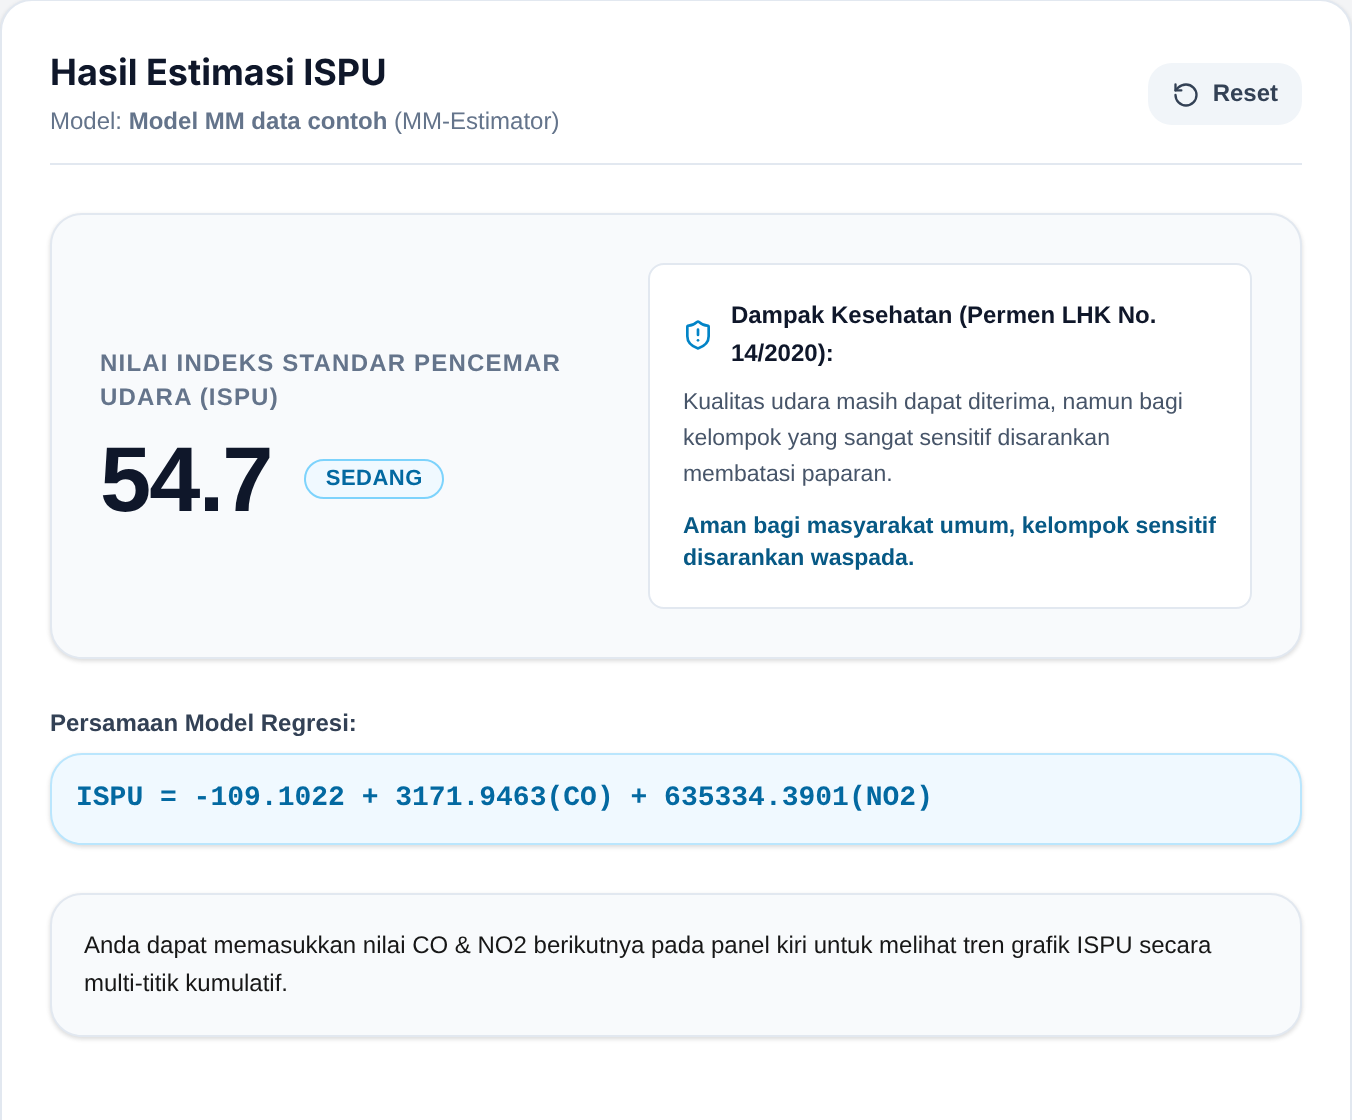 Hasil Estimasi ISPU
Model: Model MM data contoh (MM-Estimator)
Reset
NILAI INDEKS STANDAR PENCEMAR
UDARA (ISPU)
54.7
SEDANG
Dampak Kesehatan (Permen LHK No.
14/2020):
Kualitas udara masih dapat diterima, namun bagi
kelompok yang sangat sensitif disarankan
membatasi paparan.
Aman bagi masyarakat umum, kelompok sensitif
disarankan waspada.
Persamaan Model Regresi:
ISPU = -109.1022 + 3171.9463(CO) + 635334.3901(NO2)
Anda dapat memasukkan nilai CO & NO2 berikutnya pada panel kiri untuk melihat tren grafik ISPU secara
multi-titik kumulatif.